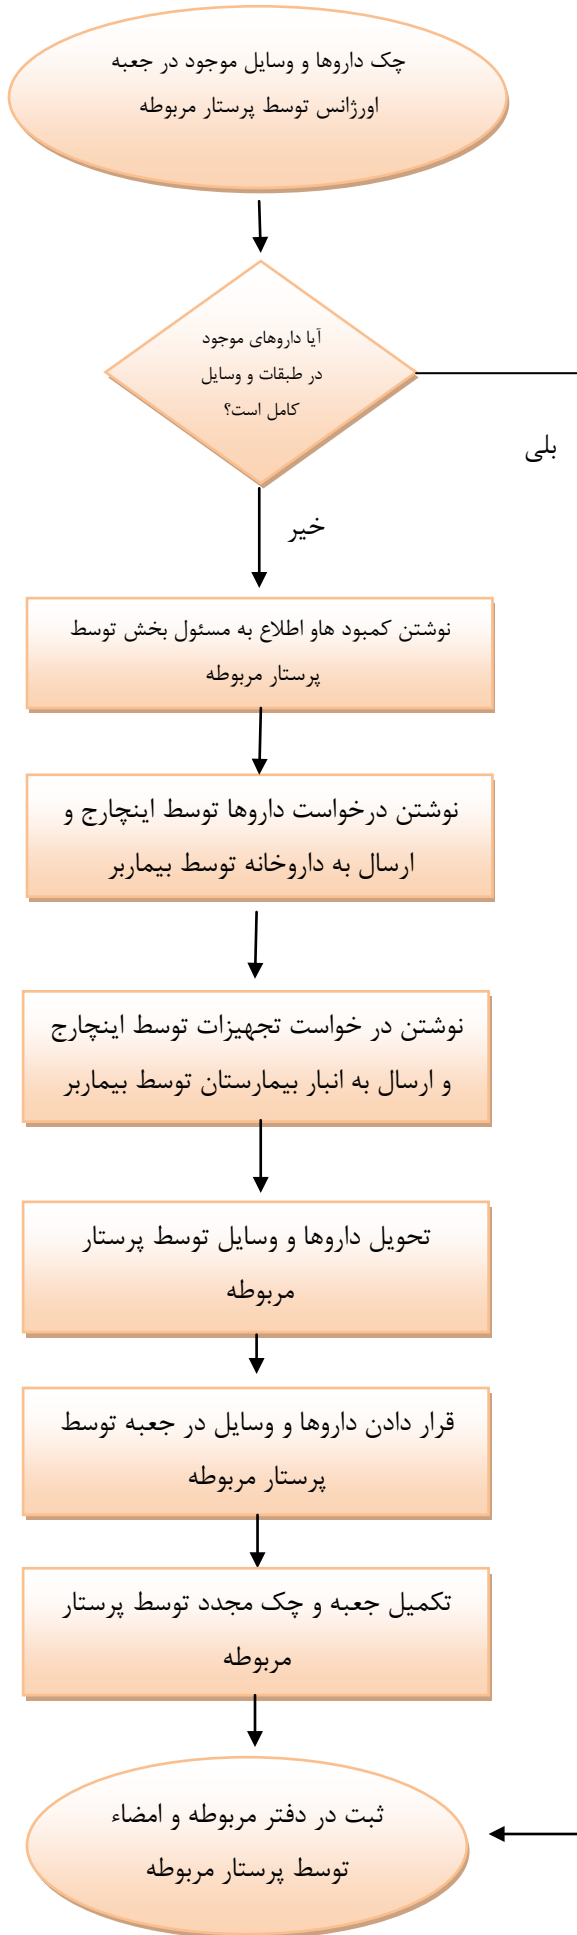 چک داروها و وسایل موجود در جعبه
اورژانس توسط پرستار مربوطه
آیا داروهای موجود
در طبقات و وسایل
کامل است؟
بلی
خیر
نوشتن کمبود هاو اطلاع به مسئول بخش توسط
پرستار مربوطه
نوشتن درخواست داروها توسط اینچارج و
ارسال به داروخانه توسط بیماربر
نوشتن در خواست تجهیزات توسط اینچارج
و ارسال به انبار بیمارستان توسط بیماربر
تحویل داروها و وسایل توسط پرستار
مربوطه
قرار دادن داروها و وسایل در جعبه توسط
پرستار مربوطه
تکمیل جعبه و چک مجدد توسط پرستار
مربوطه
ثبت در دفتر مربوطه و امضاء
توسط پرستار مربوطه